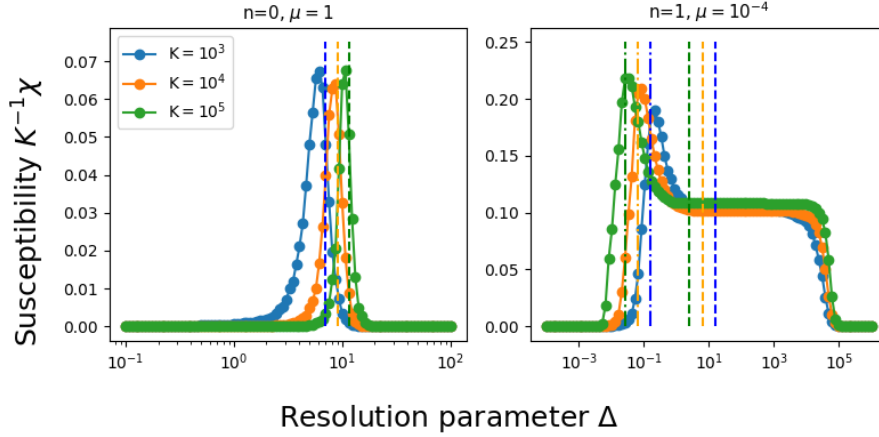 n=0, μ = 1
n=1, μ = 10⁻⁴
Susceptibility K⁻¹χ
0.07
0.06
0.05
0.04
0.03
0.02
0.01
0.00
K = 10³
K = 10⁴
K = 10⁵
0.25
0.20
0.15
0.10
0.05
0.00
10⁻¹ 10⁰ 10¹ 10²
10⁻³ 10⁻¹ 10¹ 10³ 10⁵
Resolution parameter Δ